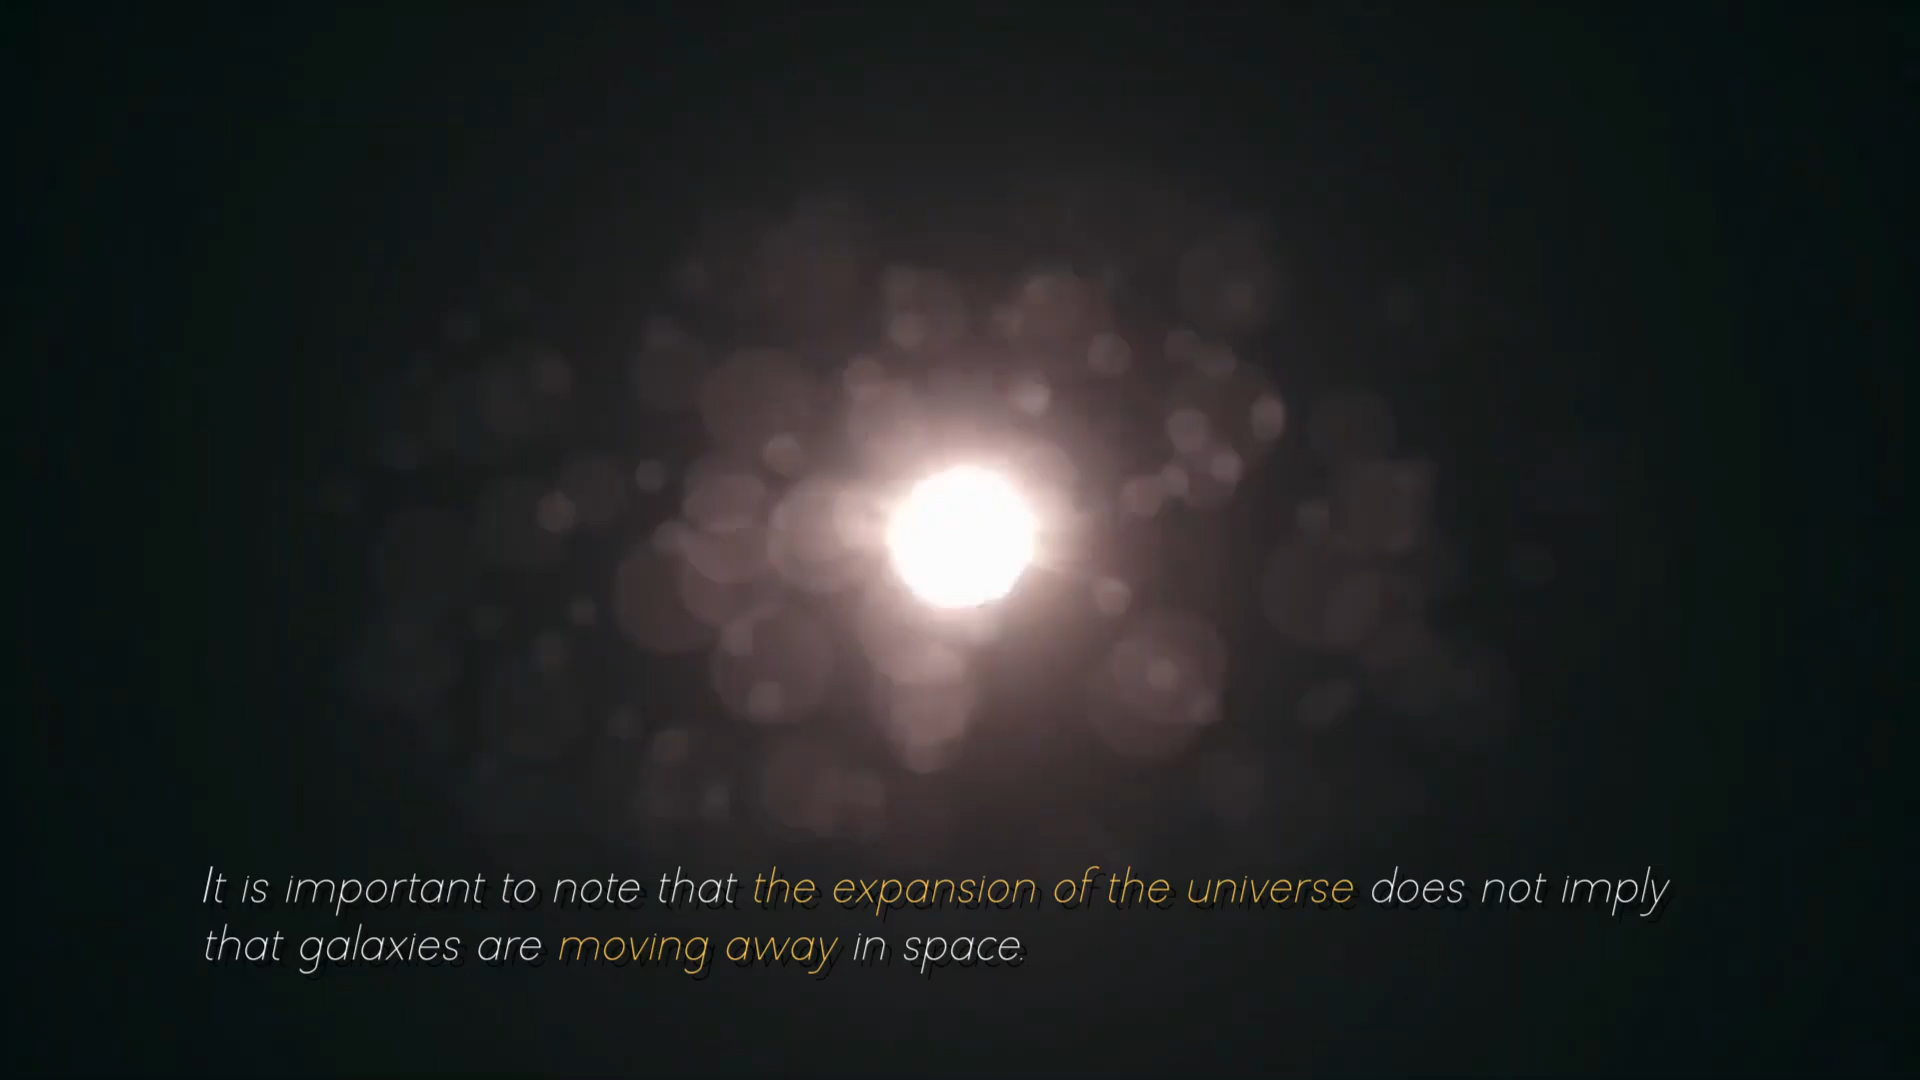 It is important to note that the expansion of the universe does not imply
that galaxies are moving away in space.